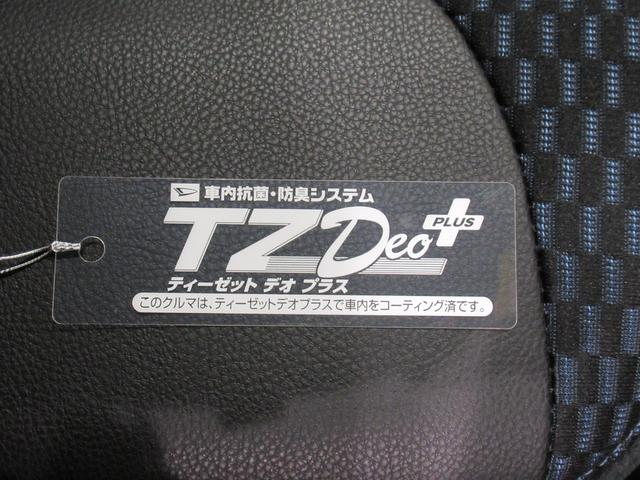 車内抗菌・防臭システム
TZ Deo PLUS
ティーゼット デオ プラス
このクルマは、ティーゼットデオプラスで車内をコーティング済です。